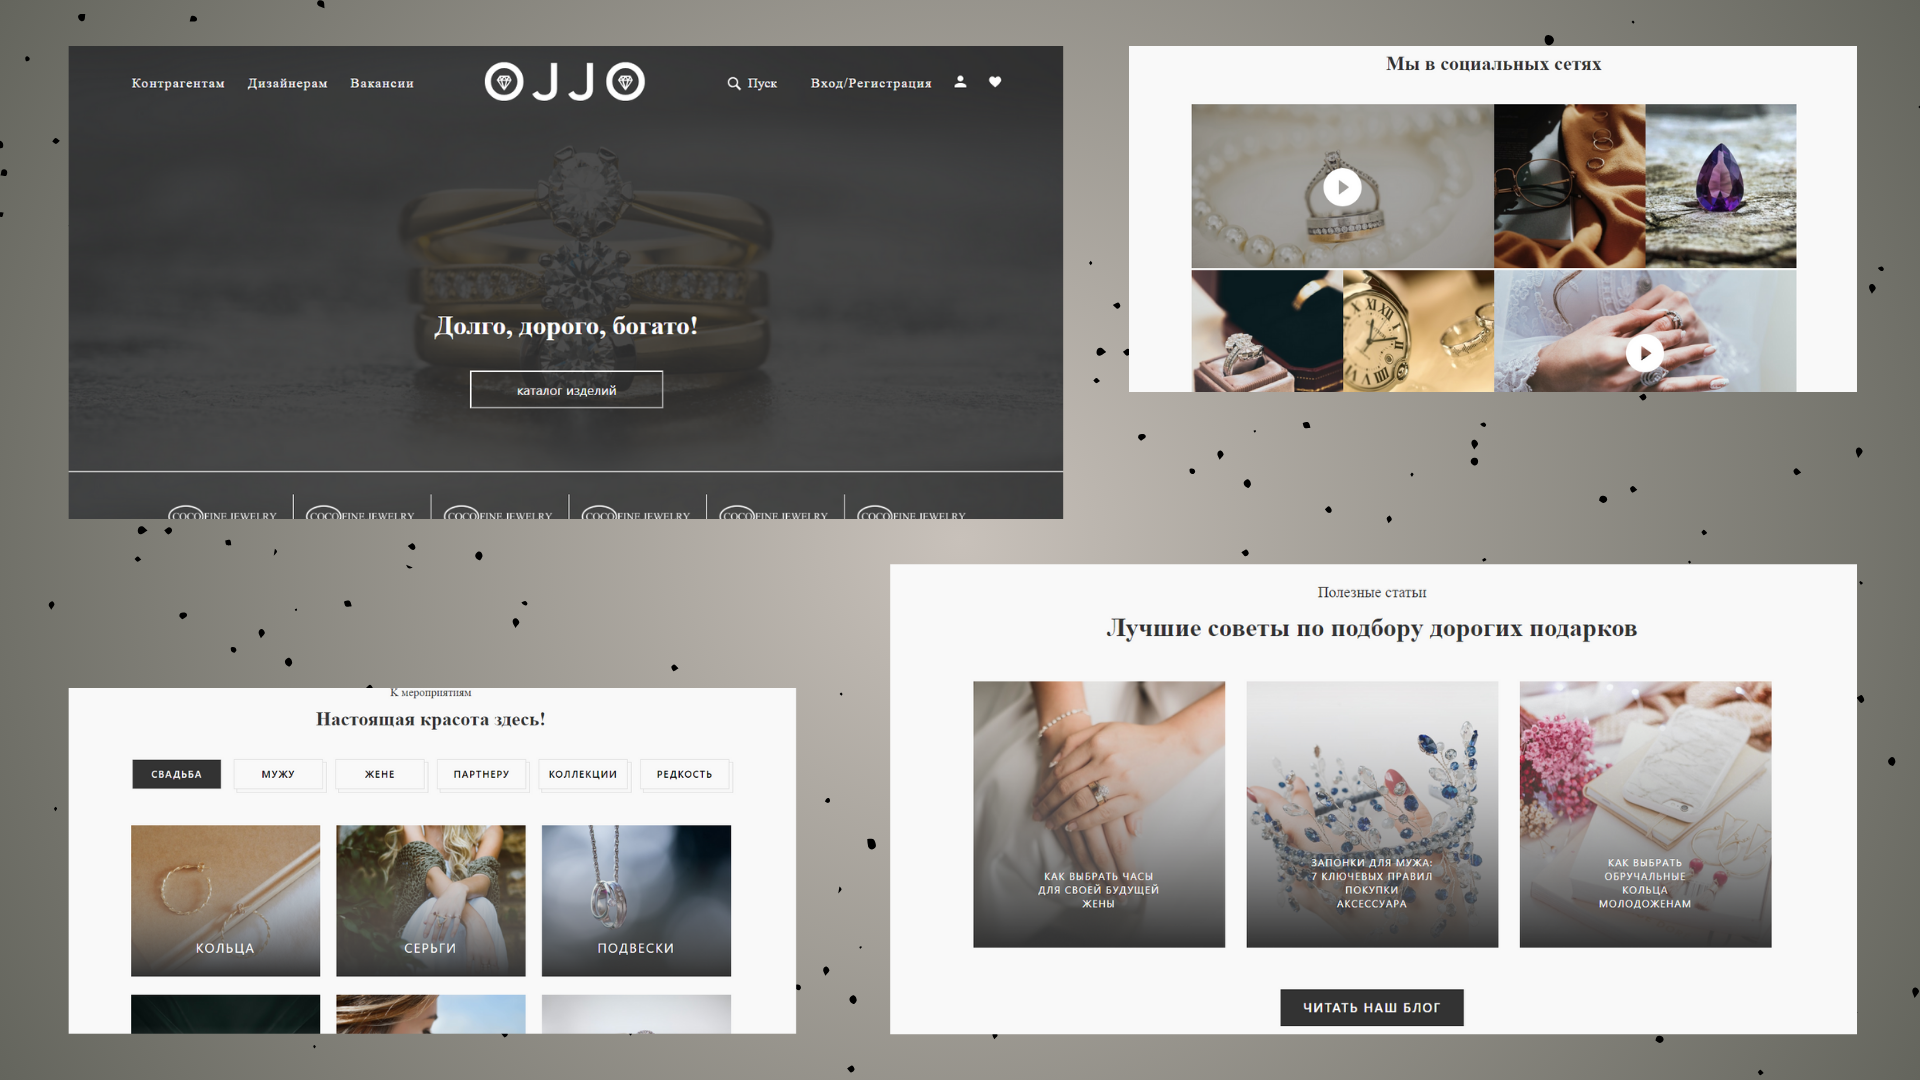 Контрагентам Дизайнерам Вакансии OJJO Пуск Вход/Регистрация
Долго, дорого, богато!
каталог изделий
COCO FINE JEWELRY COCO FINE JEWELRY COCO FINE JEWELRY COCO FINE JEWELRY COCO FINE JEWELRY COCO FINE JEWELRY
Мы в социальных сетях
К мероприятиям
Настоящая красота здесь!
СВАДЬБА МУЖУ ЖЕНЕ ПАРТНЕРУ КОЛЛЕКЦИИ РЕДКОСТЬ
КОЛЬЦА СЕРЬГИ ПОДВЕСКИ
Полезные статьи
Лучшие советы по подбору дорогих подарков
КАК ВЫБРАТЬ ЧАСЫ
ДЛЯ СВОЕЙ БУДУЩЕЙ
ЖЕНЫ
ЗАПОНКИ ДЛЯ МУЖА:
7 КЛЮЧЕВЫХ ПРАВИЛ
ПОКУПКИ
АКСЕССУАРА
КАК ВЫБРАТЬ
ОБРУЧАЛЬНЫЕ
КОЛЬЦА
МОЛОДОЖЕНАМ
ЧИТАТЬ НАШ БЛОГ